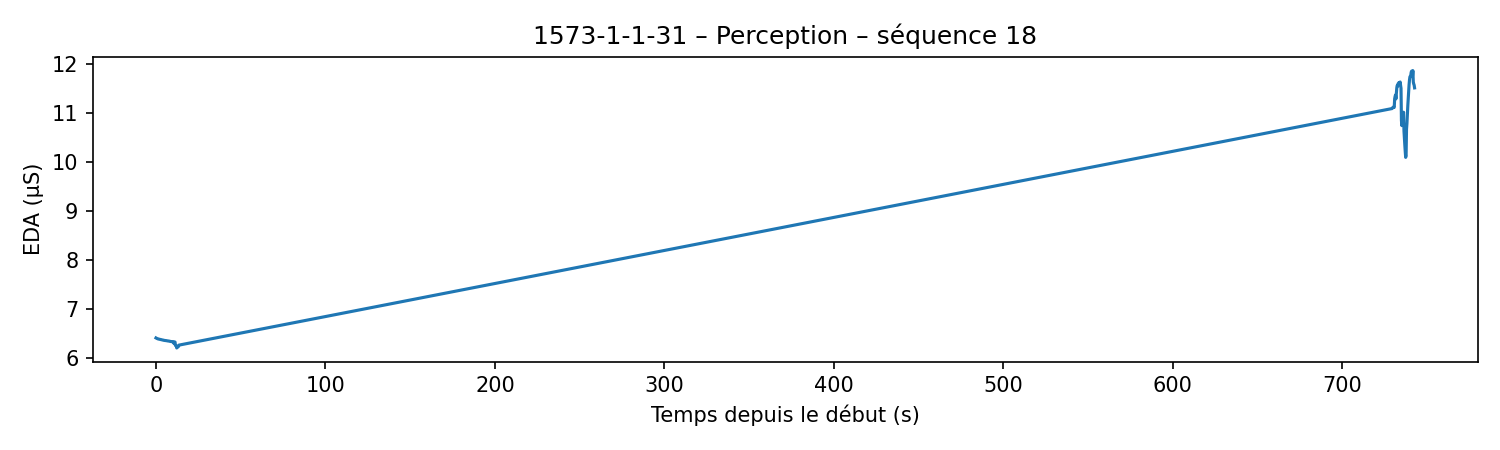 1573-1-1-31 – Perception – séquence 18
EDA (µS)
12
11
10
9
8
7
6
0 100 200 300 400 500 600 700
Temps depuis le début (s)